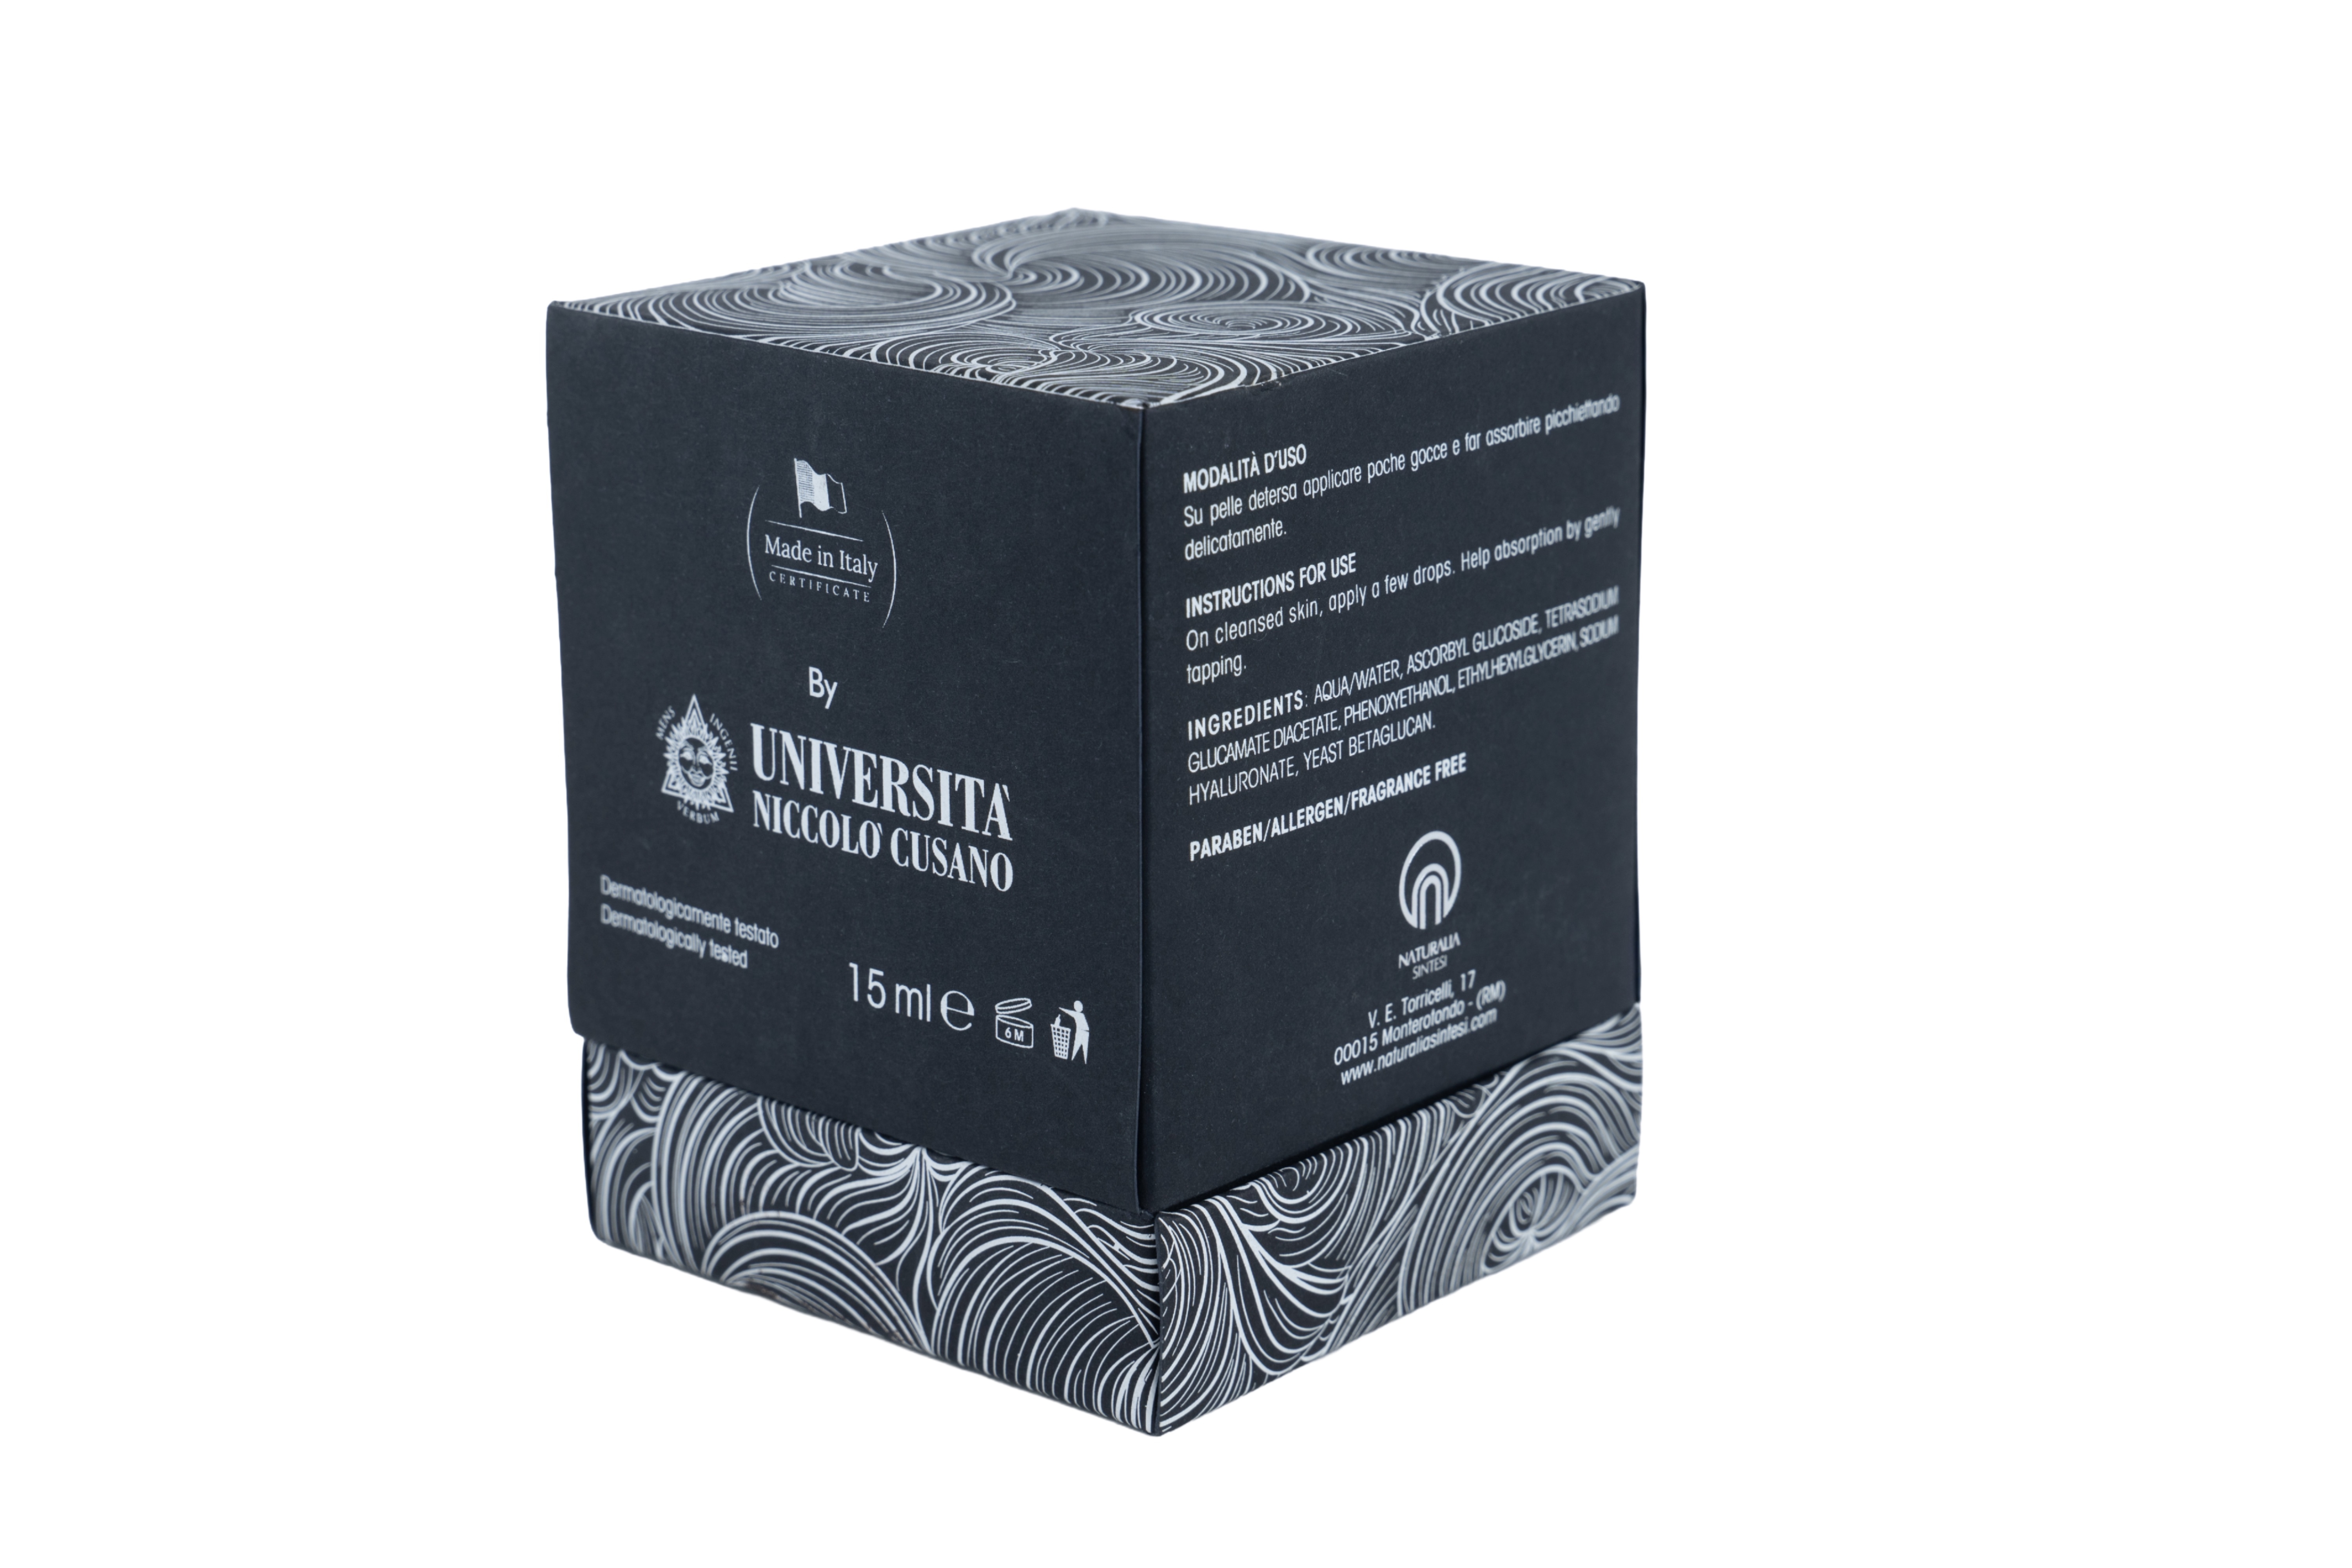 Made in Italy
CERTIFICATE
By
MENS INGENII
VERBUM
UNIVERSITA'
NICCOLO' CUSANO
Dermatologicamente testato
Dermatologically tested
15 ml ℮
6 M
MODALITÀ D'USO
Su pelle detersa applicare poche gocce e far assorbire picchiettando
delicatamente.
INSTRUCTIONS FOR USE
On cleansed skin, apply a few drops. Help absorption by gently
tapping.
INGREDIENTS: AQUA/WATER, ASCORBYL GLUCOSIDE, TETRASODIUM
GLUCAMATE DIACETATE, PHENOXYETHANOL, ETHYLHEXYLGLYCERIN, SODIUM
HYALURONATE, YEAST BETAGLUCAN.
PARABEN/ALLERGEN/FRAGRANCE FREE
NATURALIA
SINTESI
V. E. Torricelli, 17
00015 Monterotondo - (RM)
www.naturaliasintesi.com